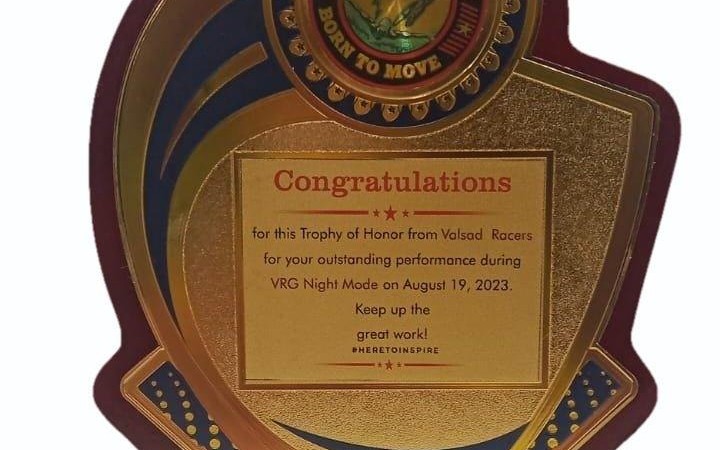 BORN TO MOVE
Congratulations
for this Trophy of Honor from Valsad Racers
for your outstanding performance during
VRG Night Mode on August 19, 2023.
Keep up the
great work!
#HERETOINSPIRE